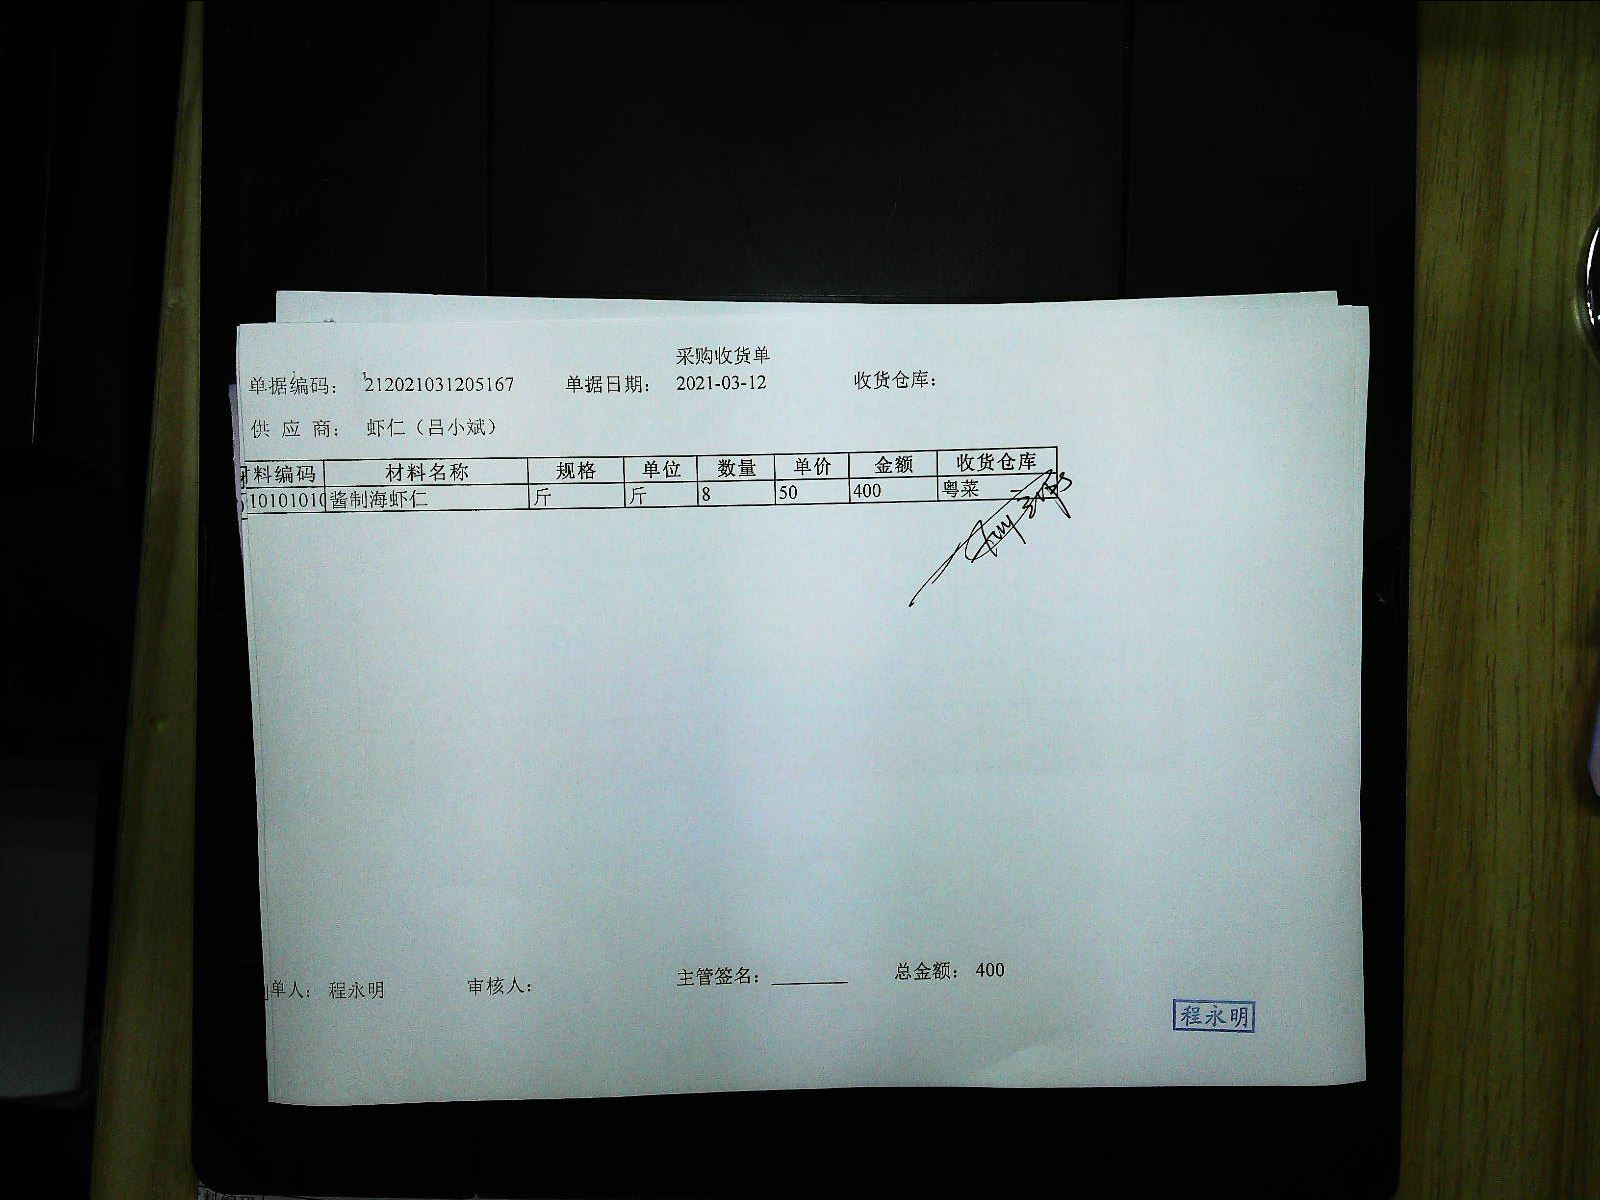 采购收货单
单据编码: 212021031205167 单据日期: 2021-03-12 收货仓库:
供 应 商: 虾仁（吕小斌）
材料编码 材料名称 规格 单位 数量 单价 金额 收货仓库
10101010 酱制海虾仁 斤 斤 8 50 400 粤菜
单人: 程永明 审核人: 主管签名: 总金额: 400
程永明